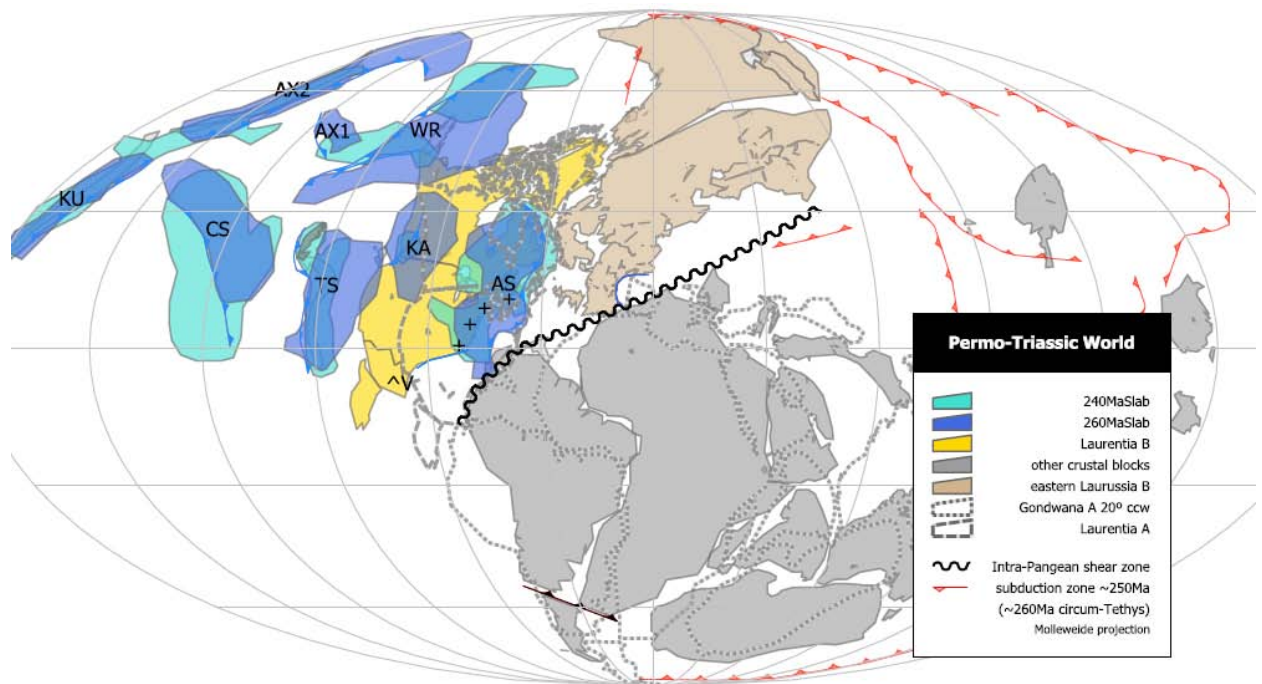 AX2
AX1
WR
KU
CS
TS
KA
AS
^V
Permo-Triassic World
240MaSlab
260MaSlab
Laurentia B
other crustal blocks
eastern Laurussia B
Gondwana A 20º ccw
Laurentia A
Intra-Pangean shear zone
subduction zone ~250Ma
(~260Ma circum-Tethys)
Molleweide projection